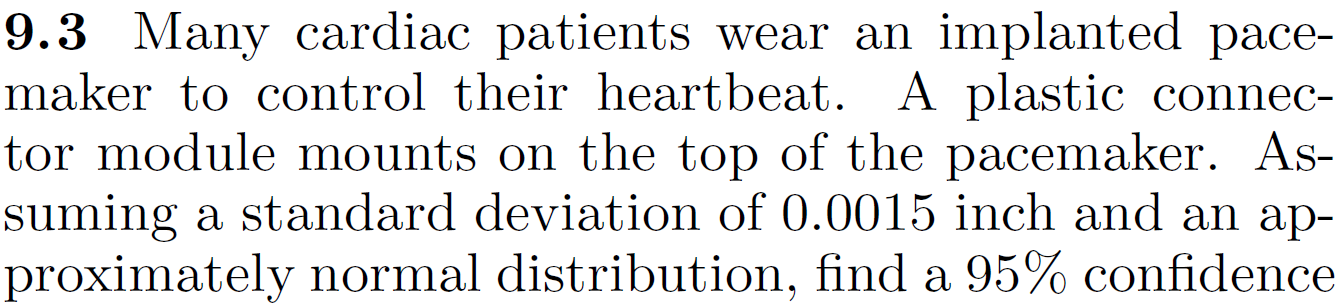 9.3 Many cardiac patients wear an implanted pace-
maker to control their heartbeat. A plastic connec-
tor module mounts on the top of the pacemaker. As-
suming a standard deviation of 0.0015 inch and an ap-
proximately normal distribution, find a 95% confidence